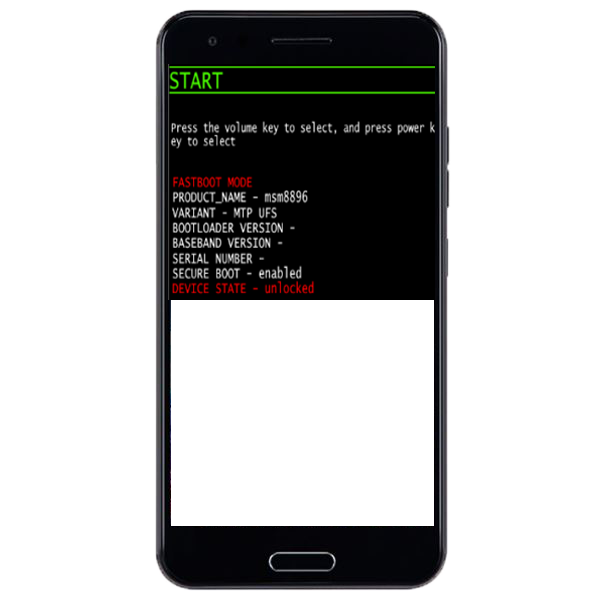 START
Press the volume key to select, and press power k
ey to select
FASTBOOT MODE
PRODUCT_NAME - msm8896
VARIANT - MTP UFS
BOOTLOADER VERSION -
BASEBAND VERSION -
SERIAL NUMBER -
SECURE BOOT - enabled
DEVICE STATE - unlocked